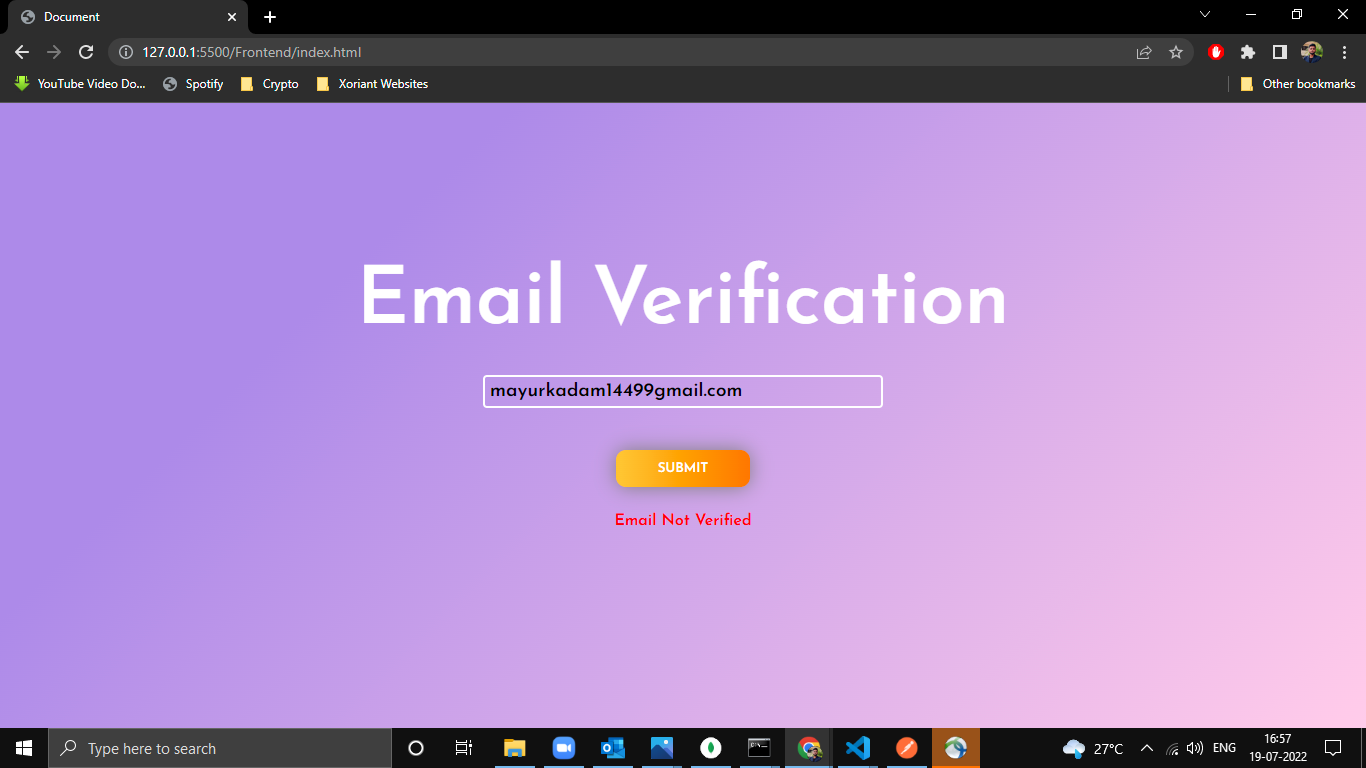 Document
127.0.0.1:5500/Frontend/index.html
YouTube Video Do... Spotify Crypto Xoriant Websites Other bookmarks
Email Verification
mayurkadam14499gmail.com
SUBMIT
Email Not Verified
Type here to search
27°C ENG
16:57
19-07-2022